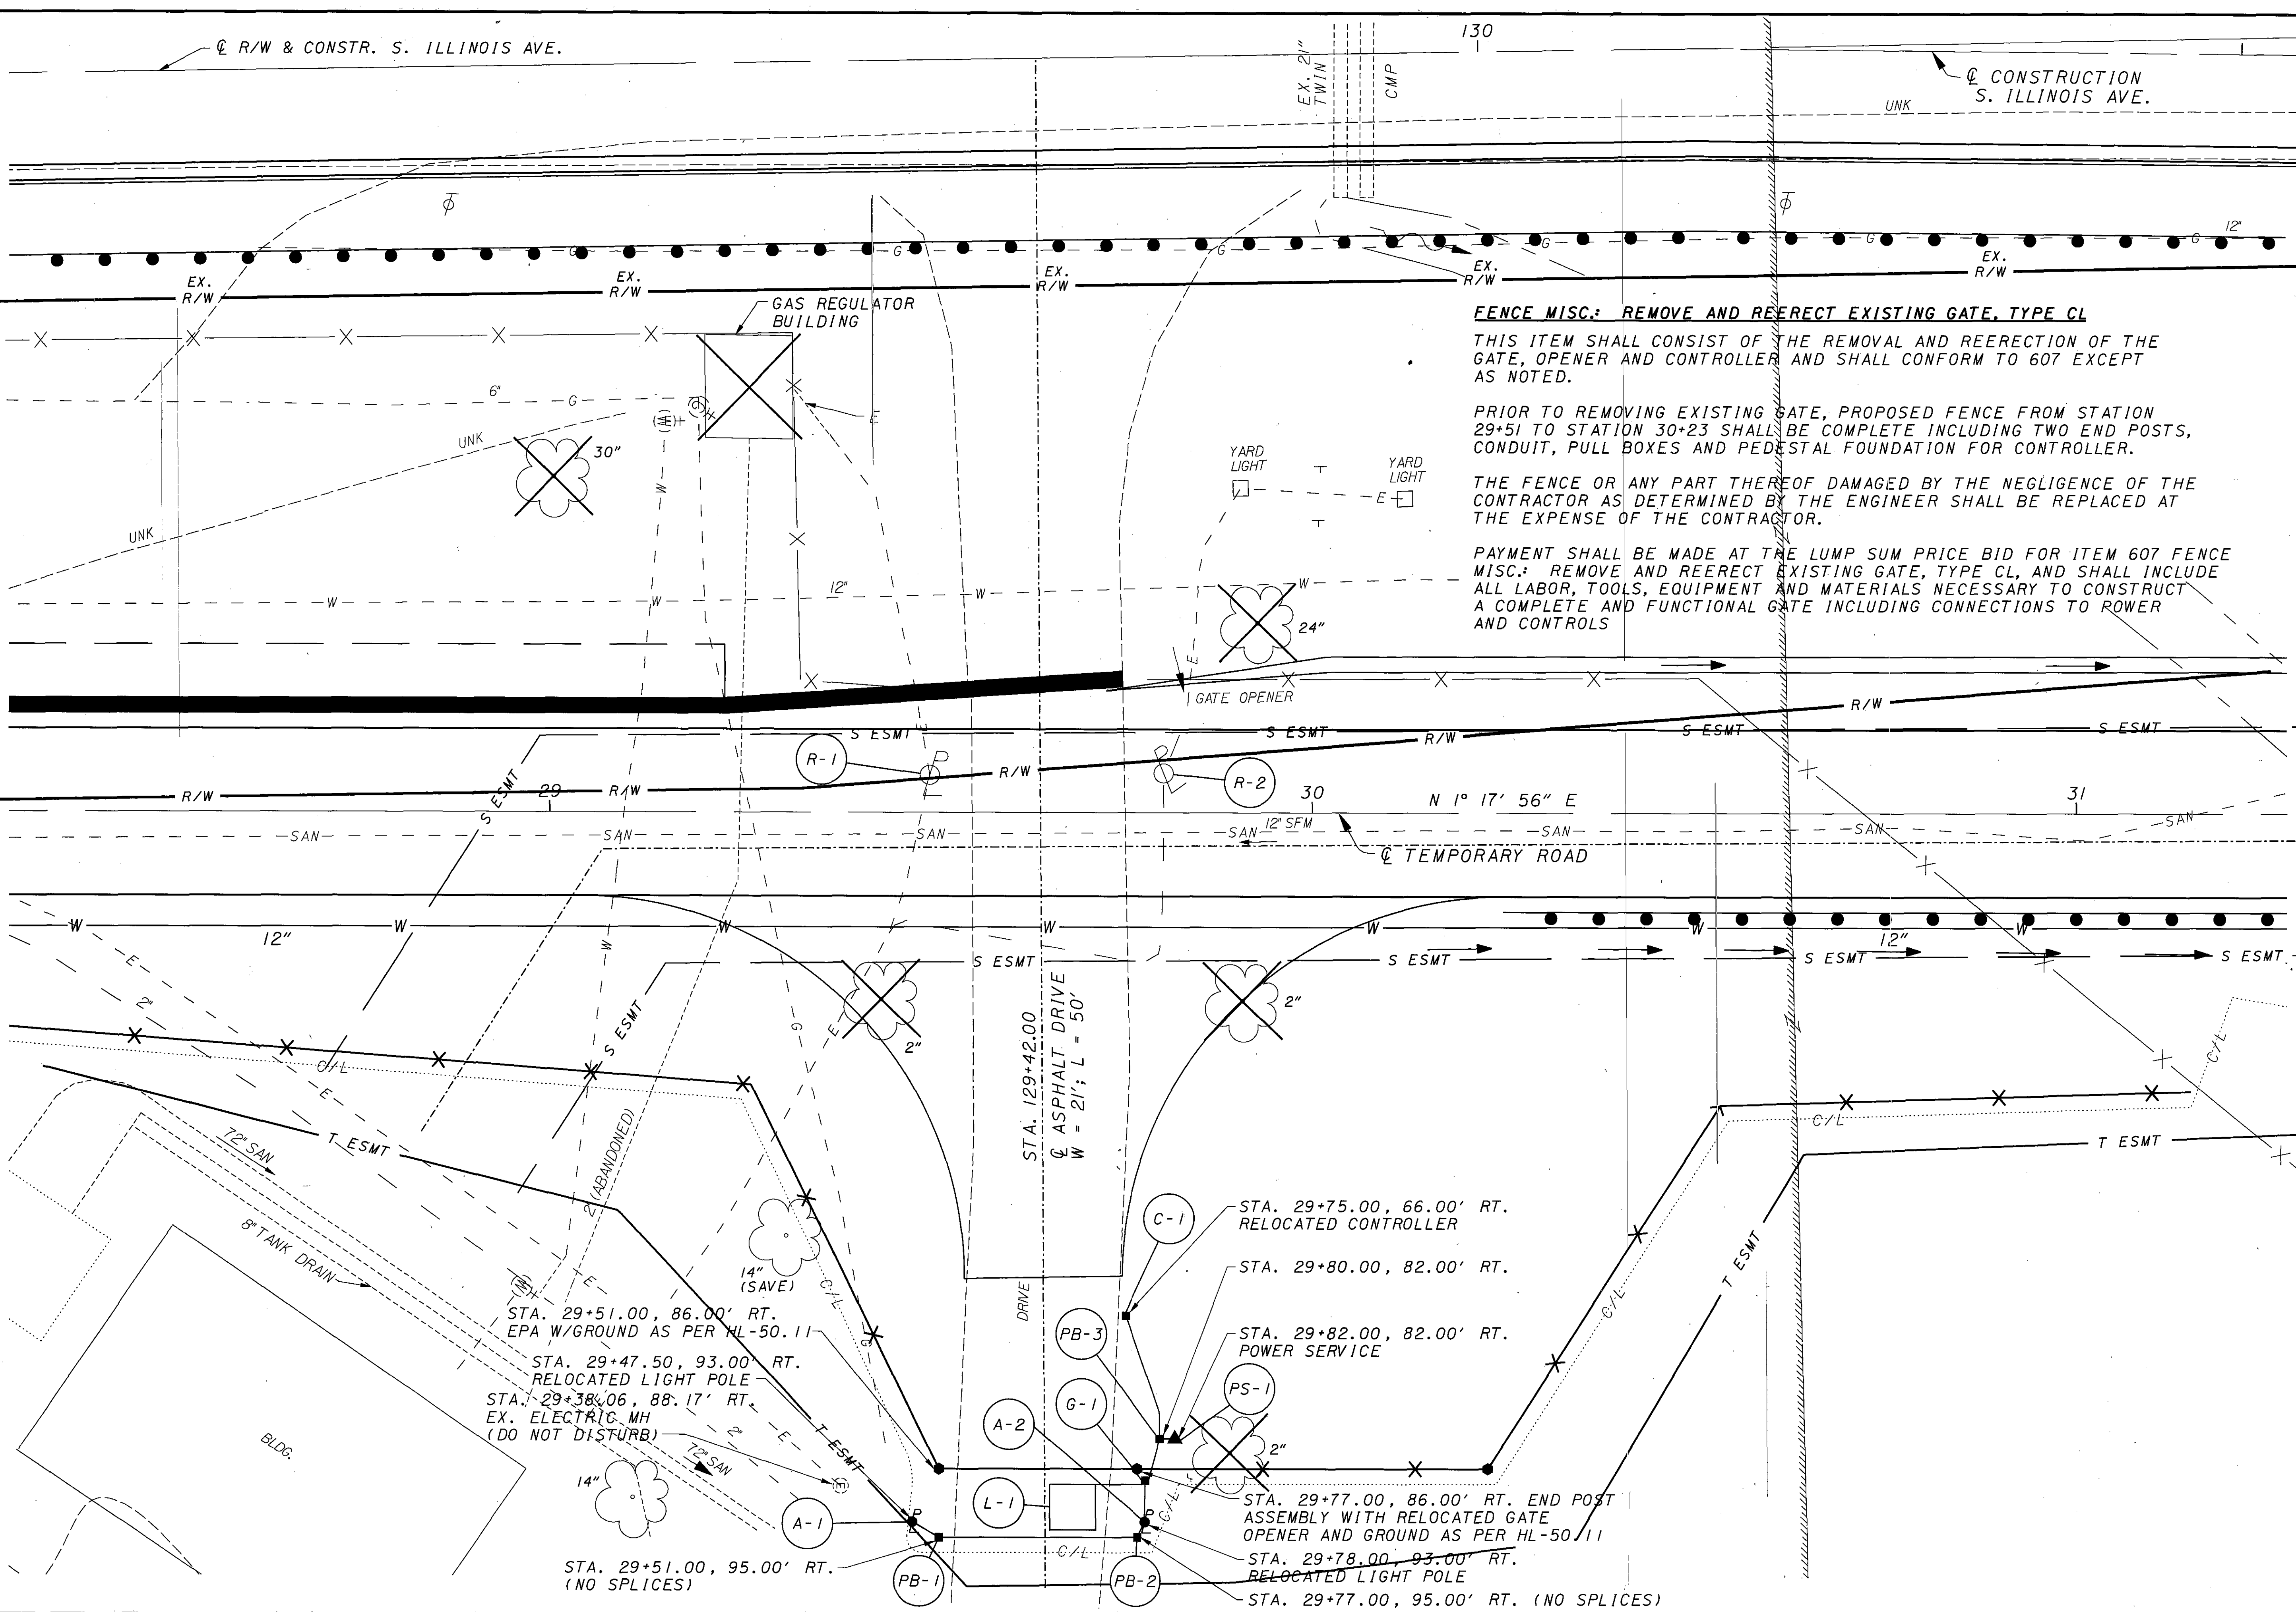 ℄ R/W & CONSTR. S. ILLINOIS AVE.
EX. 21"
TWIN
CMP
130
℄ CONSTRUCTION
S. ILLINOIS AVE.
UNK
G
G
G
G
G
G
12"
EX.
R/W
EX.
R/W
EX.
R/W
EX.
R/W
EX.
R/W
GAS REGULATOR
BUILDING
FENCE MISC.: REMOVE AND REERECT EXISTING GATE, TYPE CL
THIS ITEM SHALL CONSIST OF THE REMOVAL AND REERECTION OF THE
GATE, OPENER AND CONTROLLER AND SHALL CONFORM TO 607 EXCEPT
AS NOTED.
PRIOR TO REMOVING EXISTING GATE, PROPOSED FENCE FROM STATION
29+51 TO STATION 30+23 SHALL BE COMPLETE INCLUDING TWO END POSTS,
CONDUIT, PULL BOXES AND PEDESTAL FOUNDATION FOR CONTROLLER.
THE FENCE OR ANY PART THEREOF DAMAGED BY THE NEGLIGENCE OF THE
CONTRACTOR AS DETERMINED BY THE ENGINEER SHALL BE REPLACED AT
THE EXPENSE OF THE CONTRACTOR.
PAYMENT SHALL BE MADE AT THE LUMP SUM PRICE BID FOR ITEM 607 FENCE
MISC.: REMOVE AND REERECT EXISTING GATE, TYPE CL, AND SHALL INCLUDE
ALL LABOR, TOOLS, EQUIPMENT AND MATERIALS NECESSARY TO CONSTRUCT
A COMPLETE AND FUNCTIONAL GATE INCLUDING CONNECTIONS TO POWER
AND CONTROLS
6"
G
E
UNK
UNK
30"
YARD
LIGHT
YARD
LIGHT
E
W
W
W
12"
W
W
24"
E
GATE OPENER
R/W
S ESMT
S ESMT
S ESMT
S ESMT
R/W
R-1
R-2
R/W
R/W
R/W
S ESMT
29
30
31
N 1° 17' 56" E
SAN
SAN
SAN
SAN
12" SFM
SAN
SAN
SAN
℄ TEMPORARY ROAD
W
W
W
W
W
W
W
12"
12"
S ESMT
S ESMT
S ESMT
S ESMT
S ESMT
E
2"
2"
2"
G
E
W
STA. 129+42.00
℄ ASPHALT DRIVE
W = 21'; L = 50'
C/L
E
T ESMT
72" SAN
2" (ABANDONED)
8" TANK DRAIN
C/L
C/L
T ESMT
14"
(SAVE)
C/L
C-1
STA. 29+75.00, 66.00' RT.
RELOCATED CONTROLLER
STA. 29+80.00, 82.00' RT.
T ESMT
C/L
DRIVE
E
STA. 29+51.00, 86.00' RT.
EPA W/GROUND AS PER HL-50.11
PB-3
STA. 29+82.00, 82.00' RT.
POWER SERVICE
G
STA. 29+47.50, 93.00' RT.
RELOCATED LIGHT POLE
PS-1
G-1
A-2
STA. 29+38.06, 88.17' RT.
EX. ELECTRIC MH
(DO NOT DISTURB)
2"
E
T ESMT
2"
BLDG.
72" SAN
14"
E
L-1
A-1
C/L
STA. 29+77.00, 86.00' RT. END POST
ASSEMBLY WITH RELOCATED GATE
OPENER AND GROUND AS PER HL-50.11
C/L
STA. 29+51.00, 95.00' RT.
(NO SPLICES)
PB-1
PB-2
STA. 29+78.00, 93.00' RT.
RELOCATED LIGHT POLE
STA. 29+77.00, 95.00' RT. (NO SPLICES)